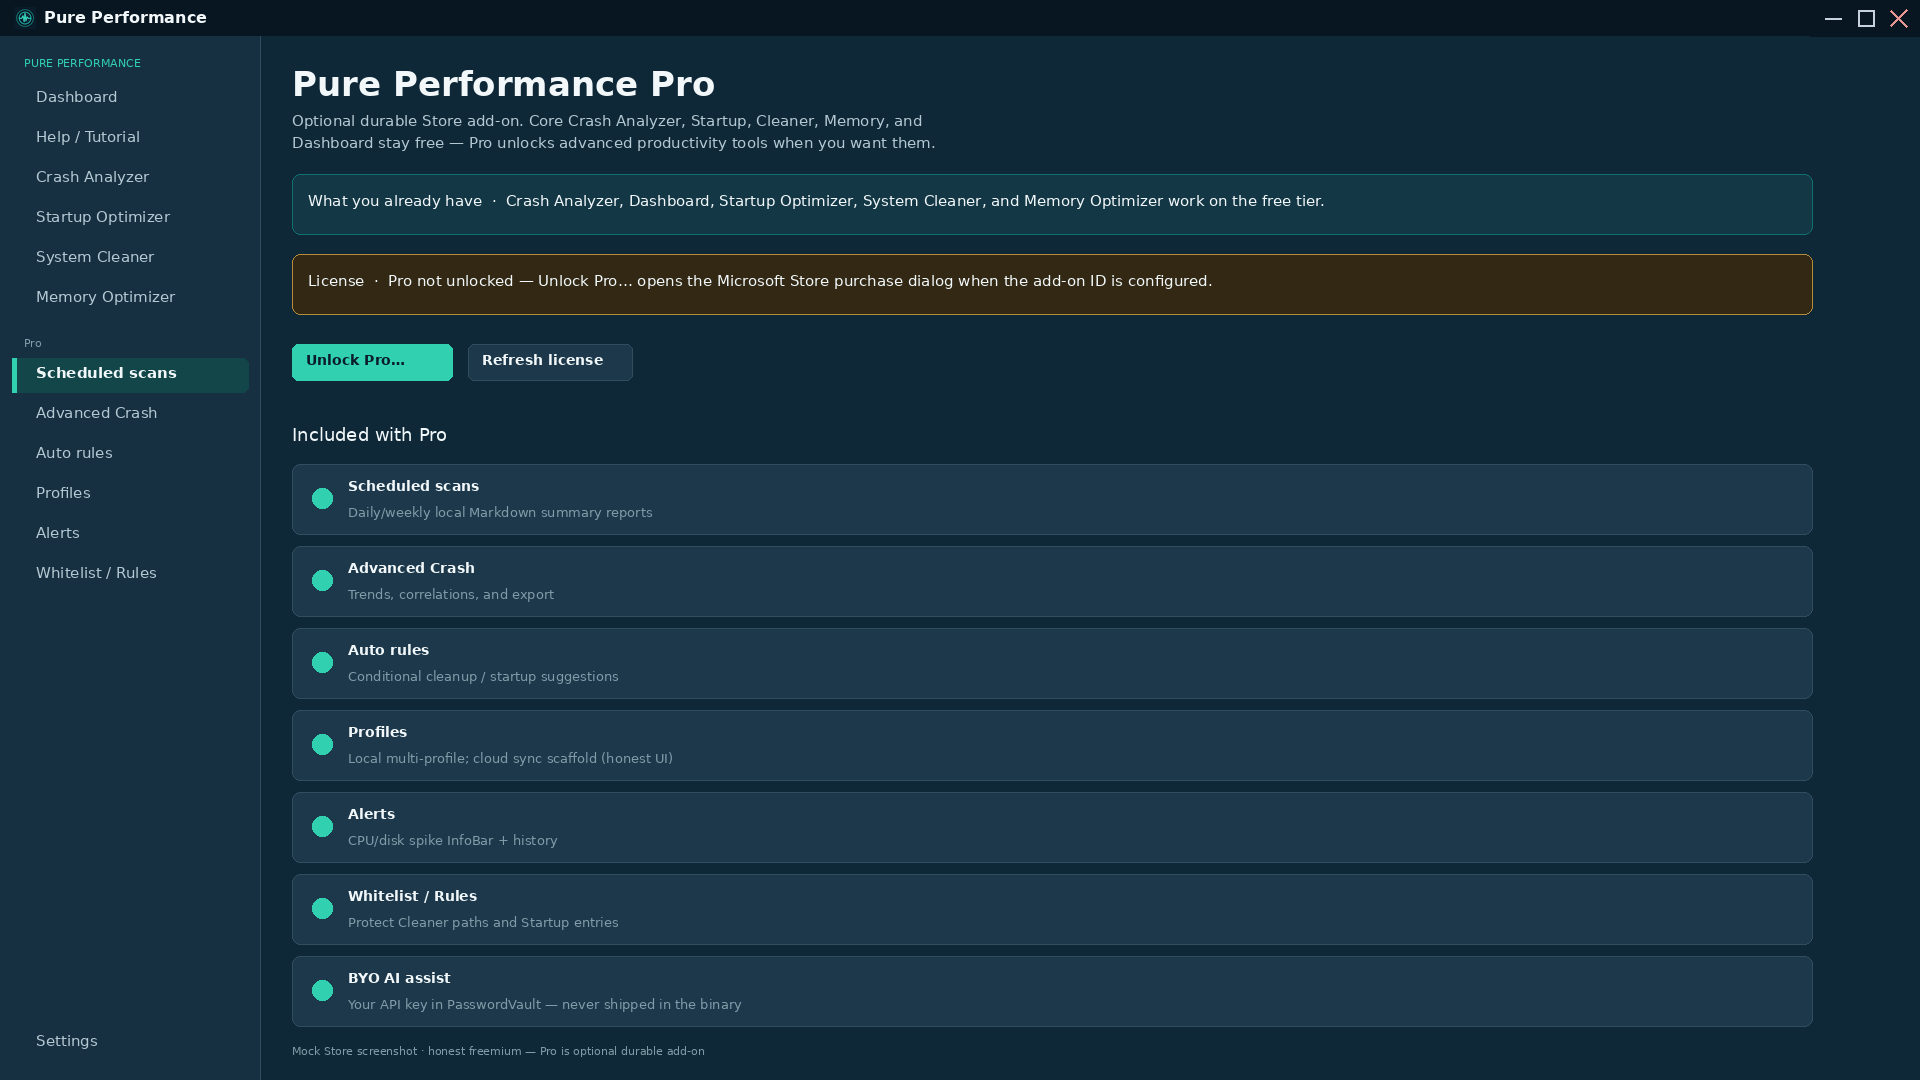 Pure Performance
PURE PERFORMANCE
Dashboard
Help / Tutorial
Crash Analyzer
Startup Optimizer
System Cleaner
Memory Optimizer
Pro
Scheduled scans
Advanced Crash
Auto rules
Profiles
Alerts
Whitelist / Rules
Settings
Pure Performance Pro
Optional durable Store add-on. Core Crash Analyzer, Startup, Cleaner, Memory, and
Dashboard stay free — Pro unlocks advanced productivity tools when you want them.
What you already have · Crash Analyzer, Dashboard, Startup Optimizer, System Cleaner, and Memory Optimizer work on the free tier.
License · Pro not unlocked — Unlock Pro... opens the Microsoft Store purchase dialog when the add-on ID is configured.
Unlock Pro...
Refresh license
Included with Pro
Scheduled scans
Daily/weekly local Markdown summary reports
Advanced Crash
Trends, correlations, and export
Auto rules
Conditional cleanup / startup suggestions
Profiles
Local multi-profile; cloud sync scaffold (honest UI)
Alerts
CPU/disk spike InfoBar + history
Whitelist / Rules
Protect Cleaner paths and Startup entries
BYO AI assist
Your API key in PasswordVault — never shipped in the binary
Mock Store screenshot · honest freemium — Pro is optional durable add-on